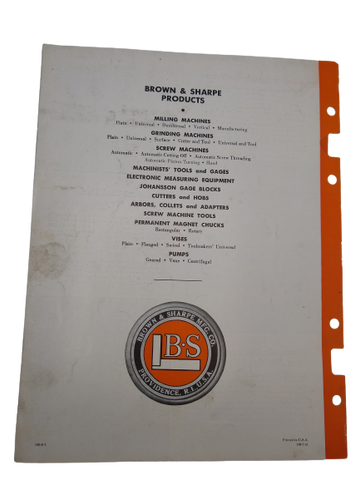 BROWN & SHARPE
PRODUCTS
MILLING MACHINES
Plain • Universal • Vertical • Manufacturing
GRINDING MACHINES
Plain • Universal • Surface • Cutter and Tool • Universal and Tool
SCREW MACHINES
Automatic • Automatic Cutting Off • Automatic Screw Threading
Automatic Pinion Turning • Hand
MACHINISTS' TOOLS and GAGES
ELECTRONIC MEASURING EQUIPMENT
JOHANSSON GAGE BLOCKS
CUTTERS and HOBS
ARBORS, COLLETS and ADAPTERS
SCREW MACHINE TOOLS
PERMANENT MAGNET CHUCKS
Rectangular • Rotary
VISES
Plain • Flanged • Swivel • Toolmakers' Universal
PUMPS
Geared • Vane • Centrifugal
BROWN & SHARPE MFG. CO.
B·S
PROVIDENCE, R.I. U.S.A.